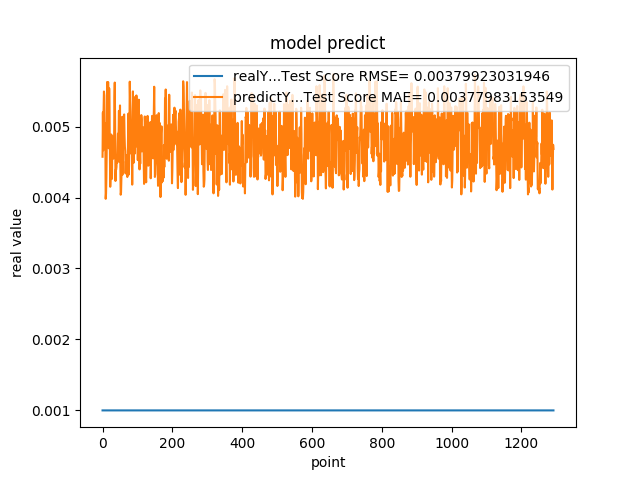 model predict
realY...Test Score RMSE= 0.00379923031946
predictY...Test Score MAE= 0.00377983153549
0.005
0.004
0.003
0.002
0.001
real value
0 200 400 600 800 1000 1200
point